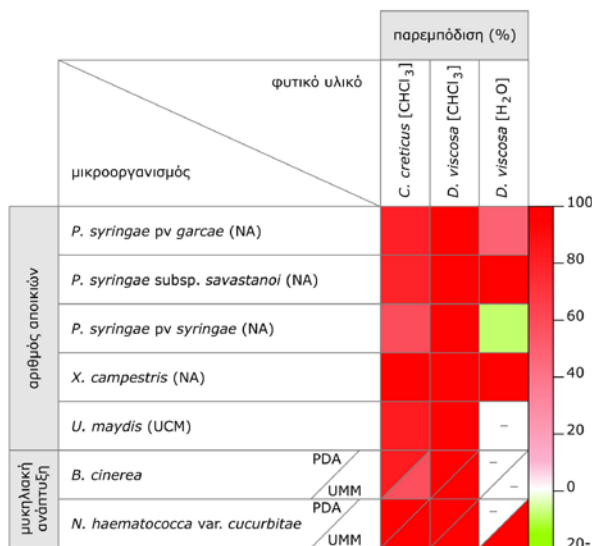 παρεμπόδιση (%)
φυτικό υλικό
μικροοργανισμός
C. creticus [CHCl₃]
D. viscosa [CHCl₃]
D. viscosa [H₂O]
αριθμός αποικιών
P. syringae pv garcae (NA)
P. syringae subsp. savastanoi (NA)
P. syringae pv syringae (NA)
X. campestris (NA)
U. maydis (UCM)
–
μυκηλιακή
ανάπτυξη
B. cinerea
PDA
UMM
–
–
N. haematococca var. cucurbitae
PDA
UMM
–
100
80
60
40
20
0
20-